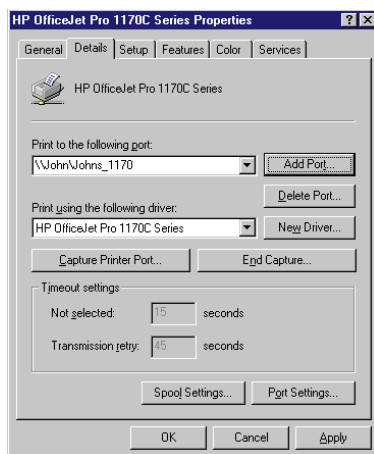 HP OfficeJet Pro 1170C Series Properties
General Details Setup Features Color Services
HP OfficeJet Pro 1170C Series
Print to the following port:
\\John\Johns_1170 Add Port...
Delete Port...
Print using the following driver:
HP OfficeJet Pro 1170C Series New Driver...
Capture Printer Port... End Capture...
Timeout settings
Not selected: 15 seconds
Transmission retry: 45 seconds
Spool Settings... Port Settings...
OK Cancel Apply